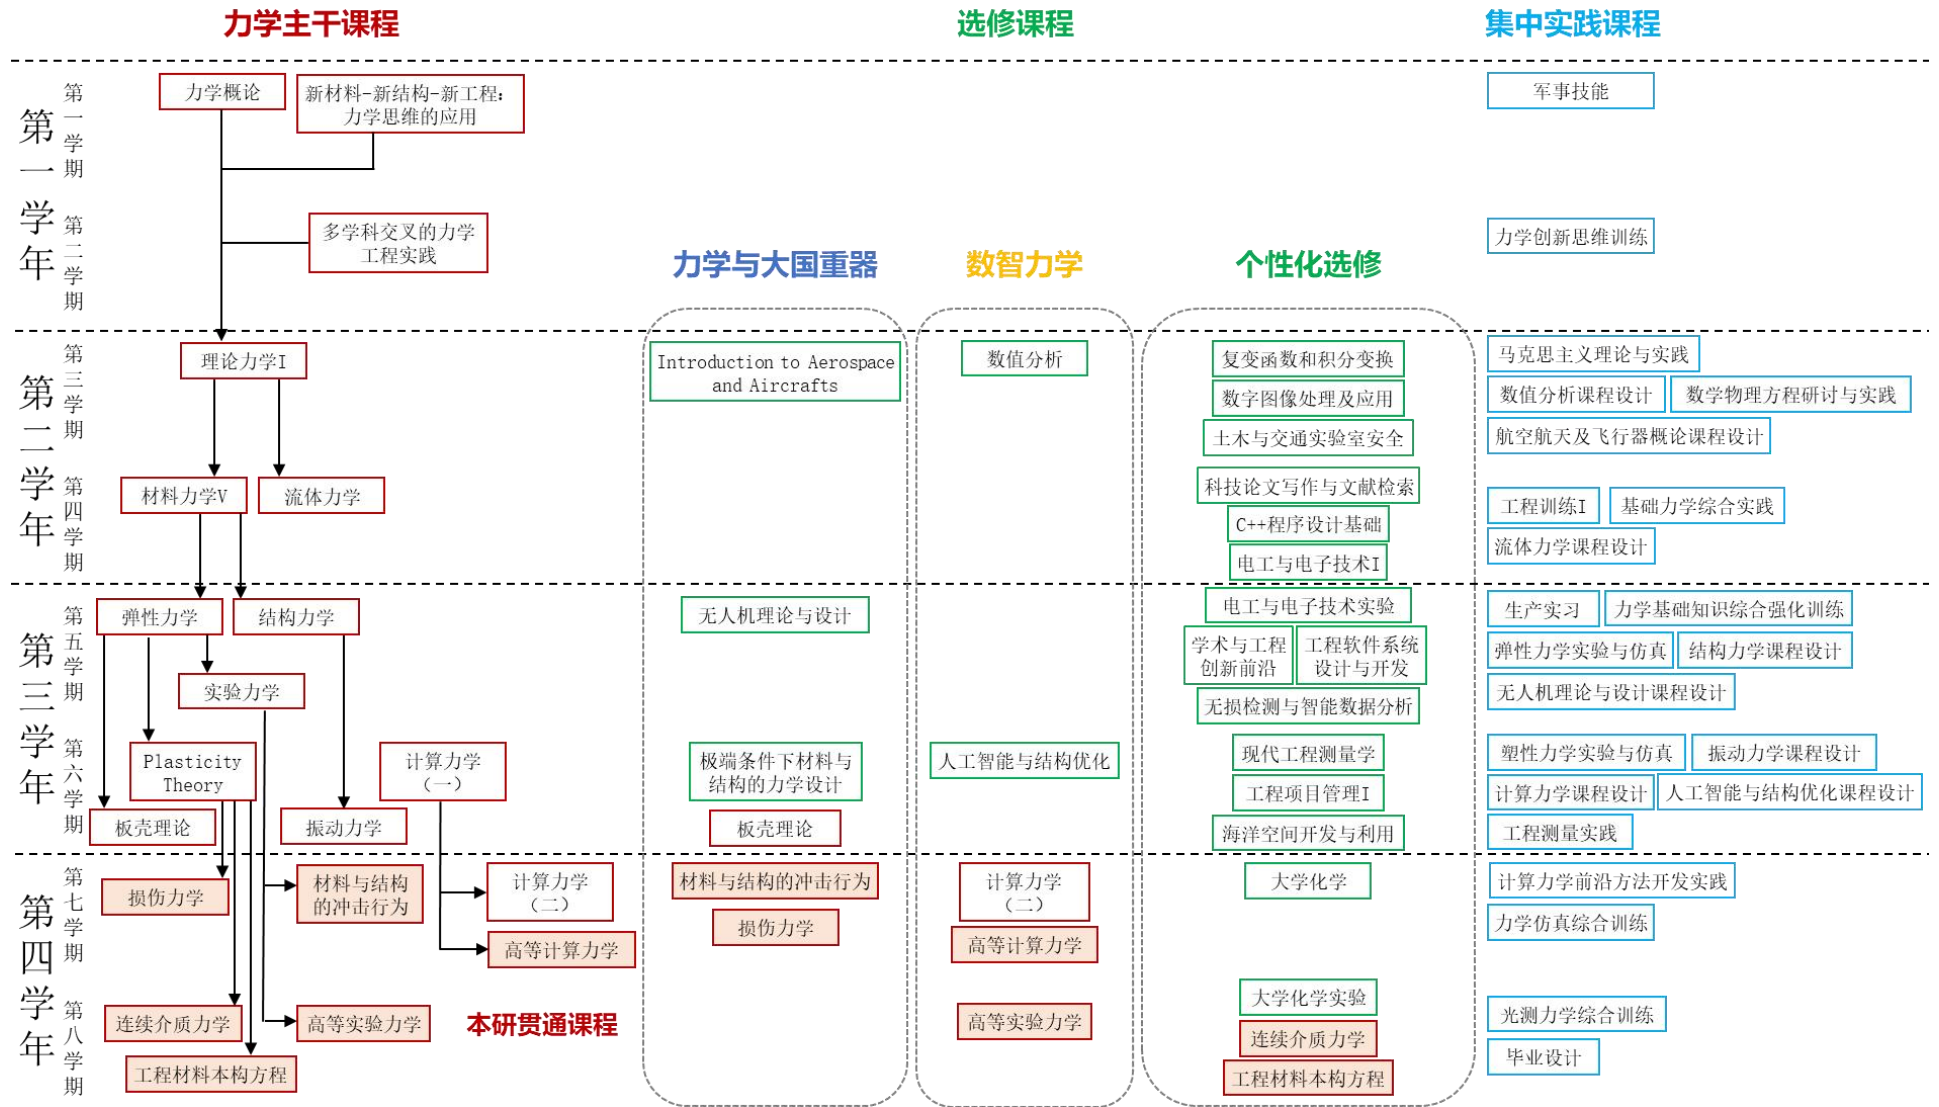 力学主干课程
选修课程
集中实践课程
第一学年
第一学期
力学概论
新材料-新结构-新工程:
力学思维的应用
军事技能
第二学期
多学科交叉的力学
工程实践
力学创新思维训练
力学与大国重器
数智力学
个性化选修
第二学年
第三学期
理论力学I
Introduction to Aerospace
and Aircrafts
数值分析
复变函数和积分变换
数字图像处理及应用
土木与交通实验室安全
马克思主义理论与实践
数值分析课程设计
数学物理方程研讨与实践
航空航天及飞行器概论课程设计
第四学期
材料力学V
流体力学
科技论文写作与文献检索
C++程序设计基础
电工与电子技术I
工程训练I
基础力学综合实践
流体力学课程设计
第三学年
第五学期
弹性力学
结构力学
实验力学
无人机理论与设计
电工与电子技术实验
学术与工程
创新前沿
工程软件系统
设计与开发
无损检测与智能数据分析
生产实习
力学基础知识综合强化训练
弹性力学实验与仿真
结构力学课程设计
无人机理论与设计课程设计
第六学期
Plasticity
Theory
计算力学
(一)
板壳理论
振动力学
极端条件下材料与
结构的力学设计
板壳理论
人工智能与结构优化
现代工程测量学
工程项目管理I
海洋空间开发与利用
塑性力学实验与仿真
振动力学课程设计
计算力学课程设计
人工智能与结构优化课程设计
工程测量实践
第四学年
第七学期
损伤力学
材料与结构
的冲击行为
计算力学
(二)
高等计算力学
材料与结构的冲击行为
损伤力学
计算力学
(二)
高等计算力学
大学化学
计算力学前沿方法开发实践
力学仿真综合训练
第八学期
连续介质力学
高等实验力学
本研贯通课程
工程材料本构方程
高等实验力学
大学化学实验
连续介质力学
工程材料本构方程
光测力学综合训练
毕业设计